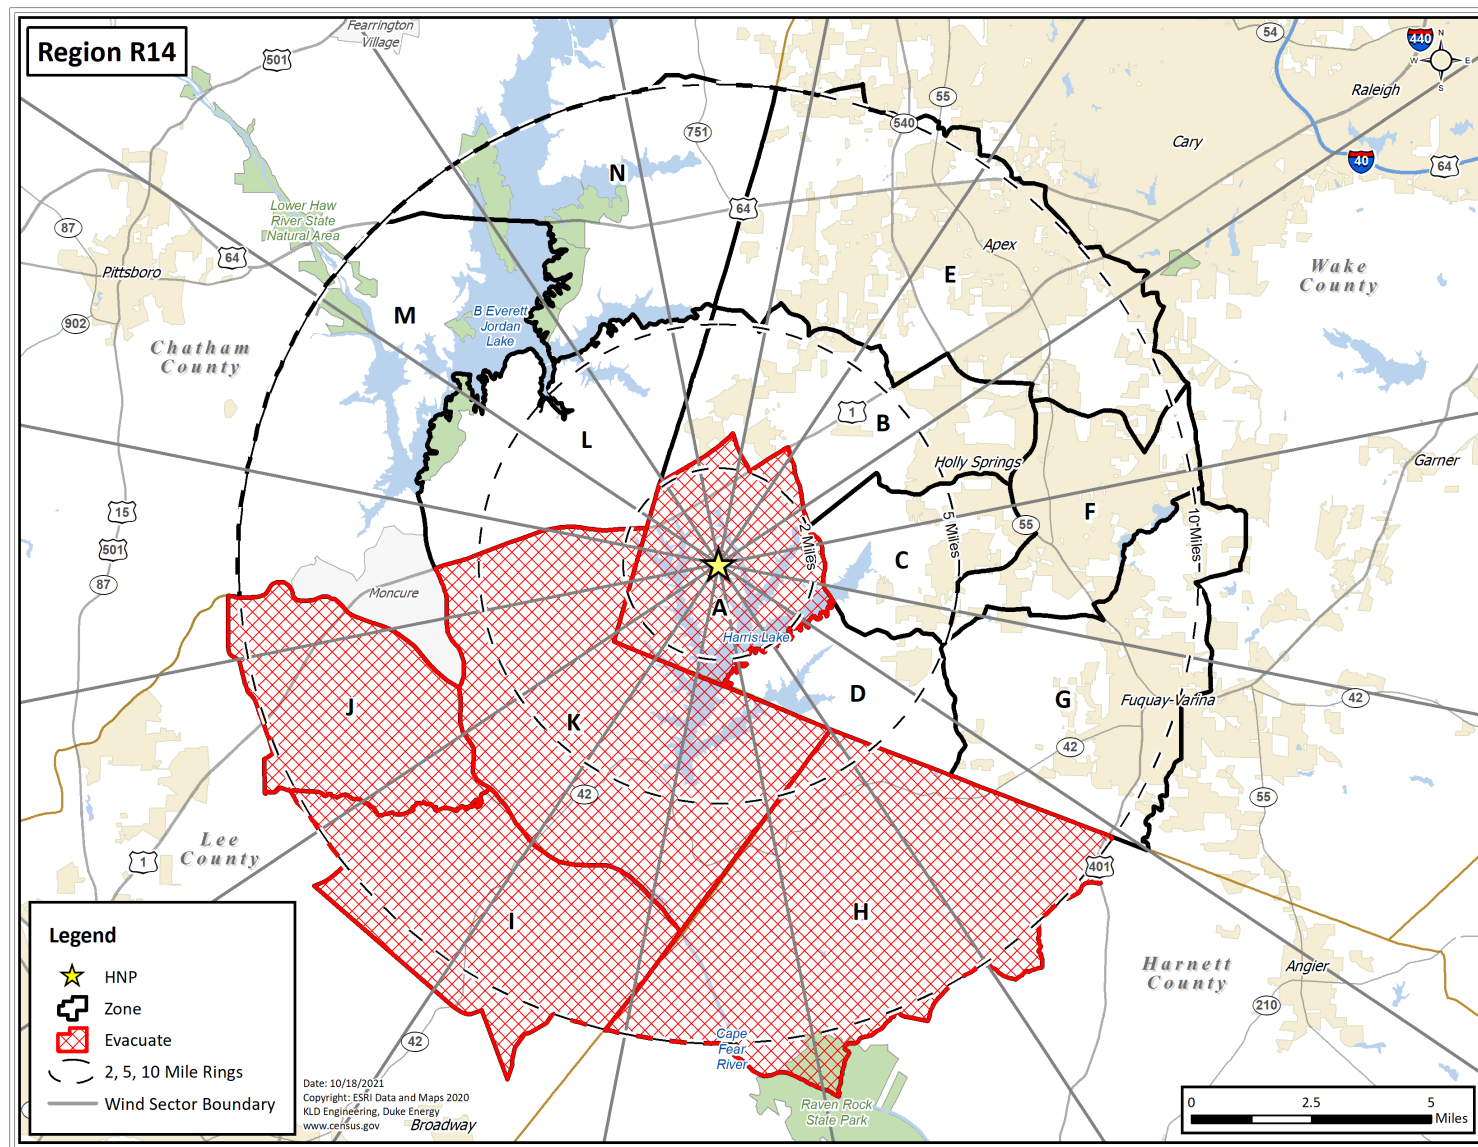 Region R14
Fearrington
Village
501
54
440
N
W
E
S
Raleigh
55
540
751
Cary
40
64
N
87
Lower Haw
River State
Natural Area
64
64
Apex
E
Pittsboro
Wake
County
902
M
B Everett
Jordan
Lake
Chatham
County
1
B
L
Holly Springs
Garner
15
501
5 Miles
55
F
10 Miles
2 Miles
C
87
Moncure
A
Harris Lake
D
G
Fuquay-Varina
42
J
K
42
42
55
Lee
County
1
401
I
H
Harnett
County
Angier
210
42
Cape
Fear
River
Raven Rock
State Park
Broadway
Legend
HNP
Zone
Evacuate
2, 5, 10 Mile Rings
Wind Sector Boundary
Date: 10/18/2021
Copyright: ESRI Data and Maps 2020
KLD Engineering, Duke Energy
www.census.gov
0
2.5
5
Miles